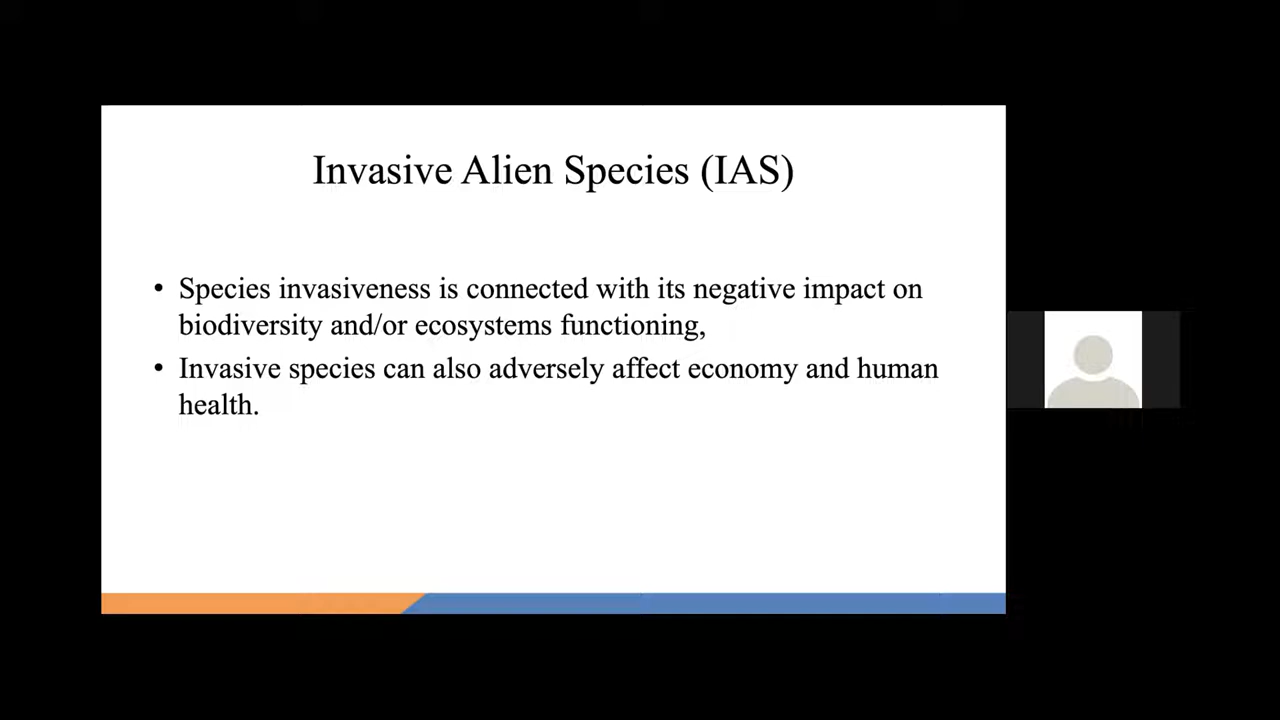 Invasive Alien Species (IAS)
• Species invasiveness is connected with its negative impact on
biodiversity and/or ecosystems functioning,
• Invasive species can also adversely affect economy and human
health.